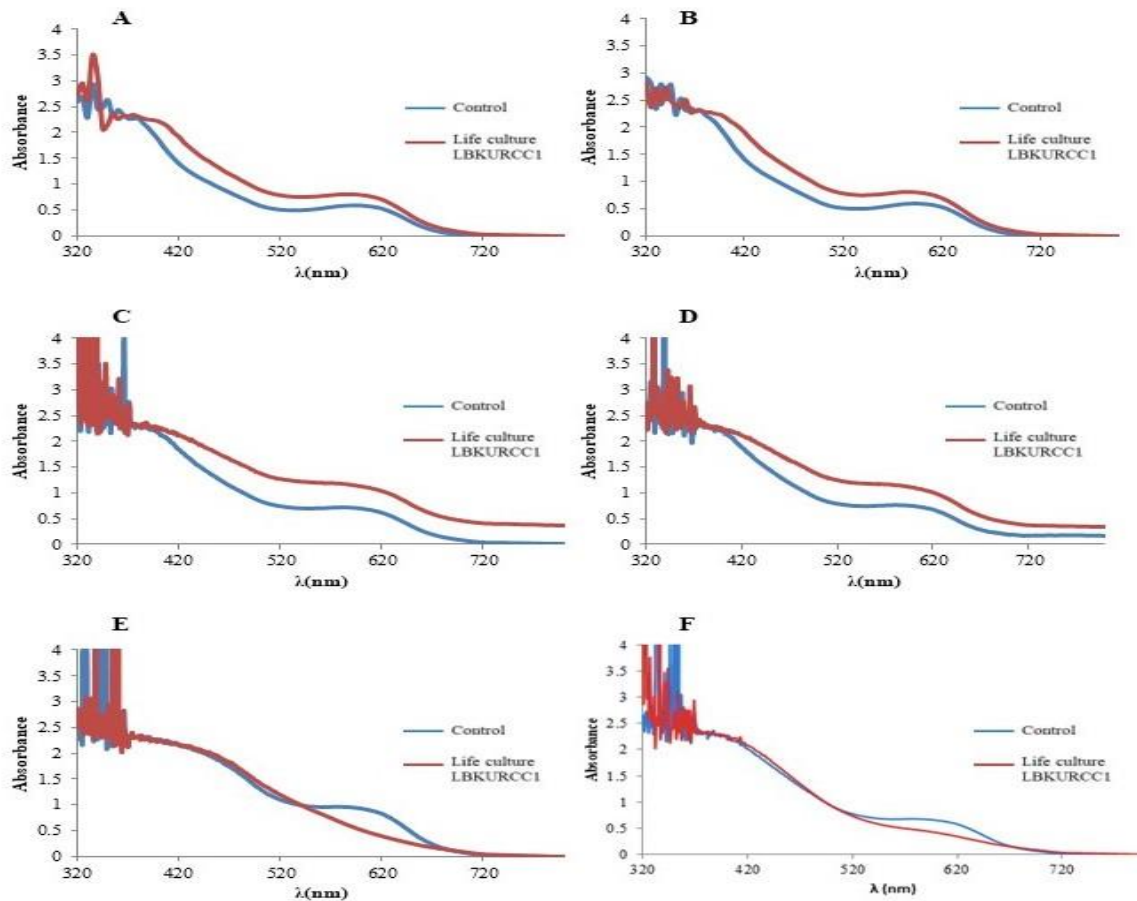 A
4
3.5
3
2.5
2
1.5
1
0.5
0
320
420
520
620
720
Absorbance
λ(nm)
Control
Life culture
LBKURCC1
B
4
3.5
3
2.5
2
1.5
1
0.5
0
320
420
520
620
720
Absorbance
λ(nm)
Control
Life culture
LBKURCC1
C
4
3.5
3
2.5
2
1.5
1
0.5
0
320
420
520
620
720
Absorbance
λ(nm)
Control
Life culture
LBKURCC1
D
4
3.5
3
2.5
2
1.5
1
0.5
0
320
420
520
620
720
Absorbance
λ(nm)
Control
Life culture
LBKURCC1
E
4
3.5
3
2.5
2
1.5
1
0.5
0
320
420
520
620
720
Absorbance
λ(nm)
Control
Life culture
LBKURCC1
F
4
3.5
3
2.5
2
1.5
1
0.5
0
320
420
520
620
720
Absorbance
λ (nm)
Control
Life culture
LBKURCC1